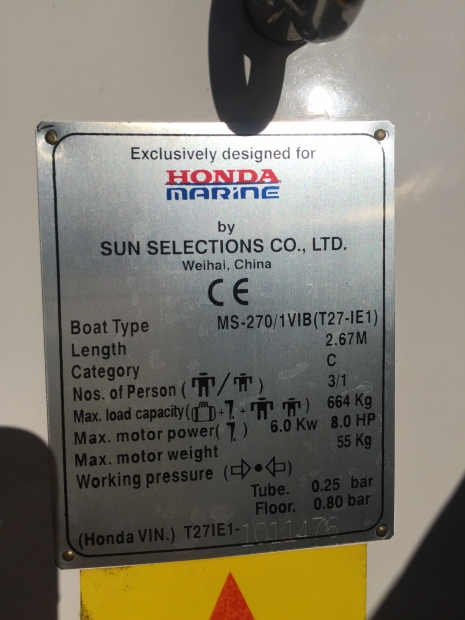 Exclusively designed for
HONDA
MARINE
by
SUN SELECTIONS CO., LTD.
Weihai, China
CE
Boat Type MS-270/1VIB(T27-IE1)
Length 2.67M
Category C
Nos. of Person ( / ) 3/1
Max. load capacity( + + ) 664 Kg
Max. motor power( ) 6.0 Kw 8.0 HP
Max. motor weight 55 Kg
Working pressure ( )
Tube. 0.25 bar
Floor. 0.80 bar
(Honda VIN.) T27IE1-1011476